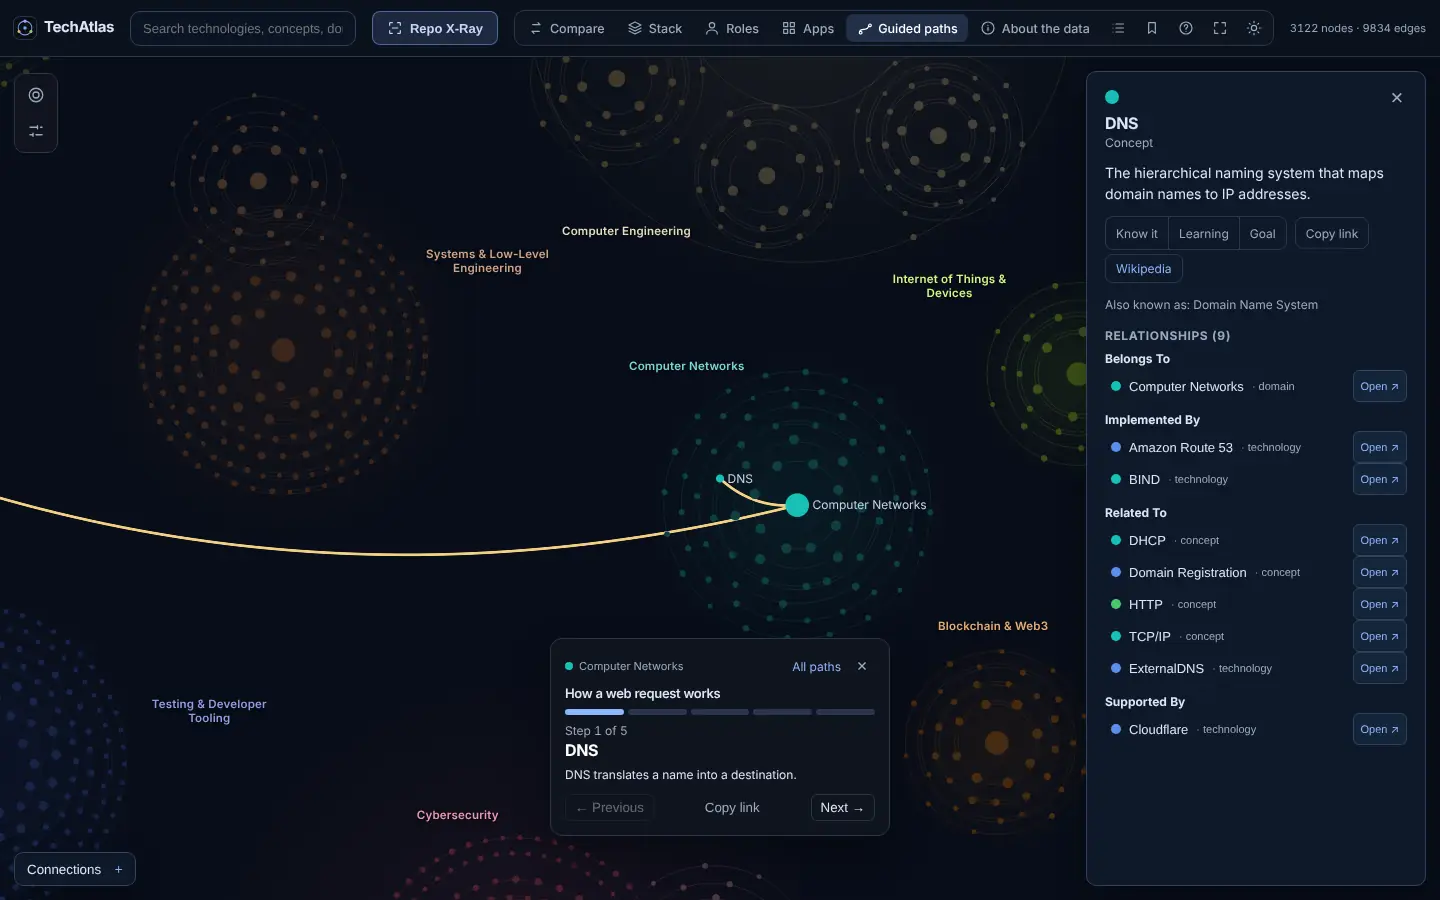 TechAtlas
Search technologies, concepts, do
Repo X-Ray
Compare
Stack
Roles
Apps
Guided paths
About the data
3122 nodes · 9834 edges
Computer Engineering
Systems & Low-Level
Engineering
Internet of Things &
Devices
Computer Networks
DNS
Computer Networks
Blockchain & Web3
Testing & Developer
Tooling
Cybersecurity
Connections +
Computer Networks
All paths ✕
How a web request works
Step 1 of 5
DNS
DNS translates a name into a destination.
← Previous
Copy link
Next →
✕
DNS
Concept
The hierarchical naming system that maps
domain names to IP addresses.
Know it
Learning
Goal
Copy link
Wikipedia
Also known as: Domain Name System
RELATIONSHIPS (9)
Belongs To
Computer Networks · domain Open ↗
Implemented By
Amazon Route 53 · technology Open ↗
BIND · technology Open ↗
Related To
DHCP · concept Open ↗
Domain Registration · concept Open ↗
HTTP · concept Open ↗
TCP/IP · concept Open ↗
ExternalDNS · technology Open ↗
Supported By
Cloudflare · technology Open ↗